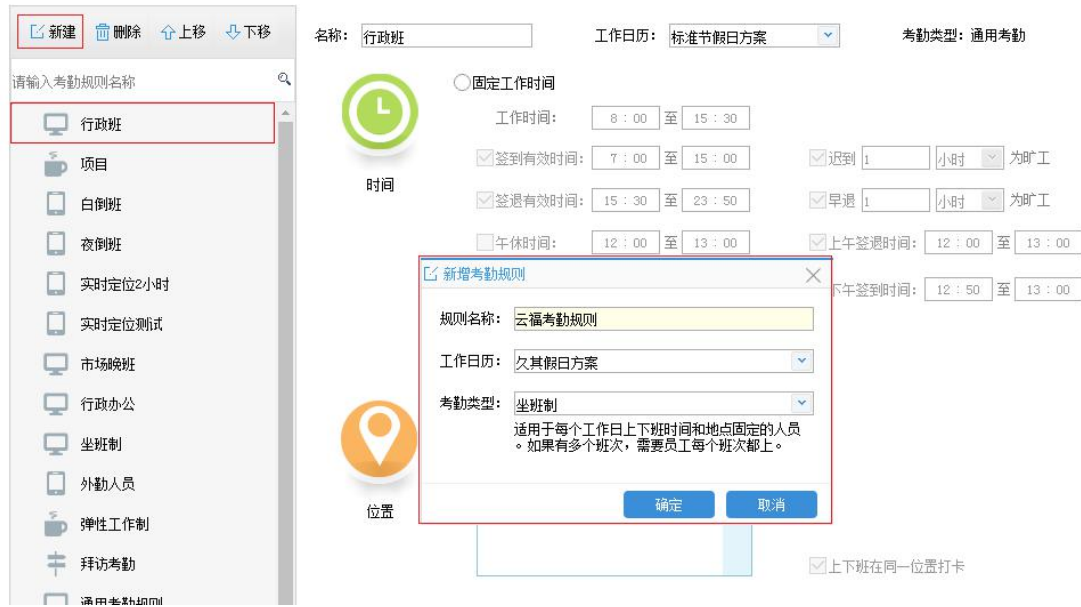 新建 删除 上移 下移
请输入考勤规则名称
行政班
项目
白倒班
夜倒班
实时定位2小时
实时定位测试
市场晚班
行政办公
坐班制
外勤人员
弹性工作制
拜访考勤
通用考勤规则
名称： 行政班 工作日历： 标准节假日方案 考勤类型：通用考勤
时间
固定工作时间
工作时间： 8 : 00 至 15 : 30
签到有效时间： 7 : 00 至 15 : 00 迟到 1 小时 为旷工
签退有效时间： 15 : 30 至 23 : 50 早退 1 小时 为旷工
午休时间： 12 : 00 至 13 : 00 上午签退时间： 12 : 00 至 13 : 00
下午签到时间： 12 : 50 至 13 : 00
新增考勤规则
规则名称： 云福考勤规则
工作日历： 久其假日方案
考勤类型： 坐班制
适用于每个工作日上下班时间和地点固定的人员
。如果有多个班次，需要员工每个班次都上。
确定 取消
位置
上下班在同一位置打卡